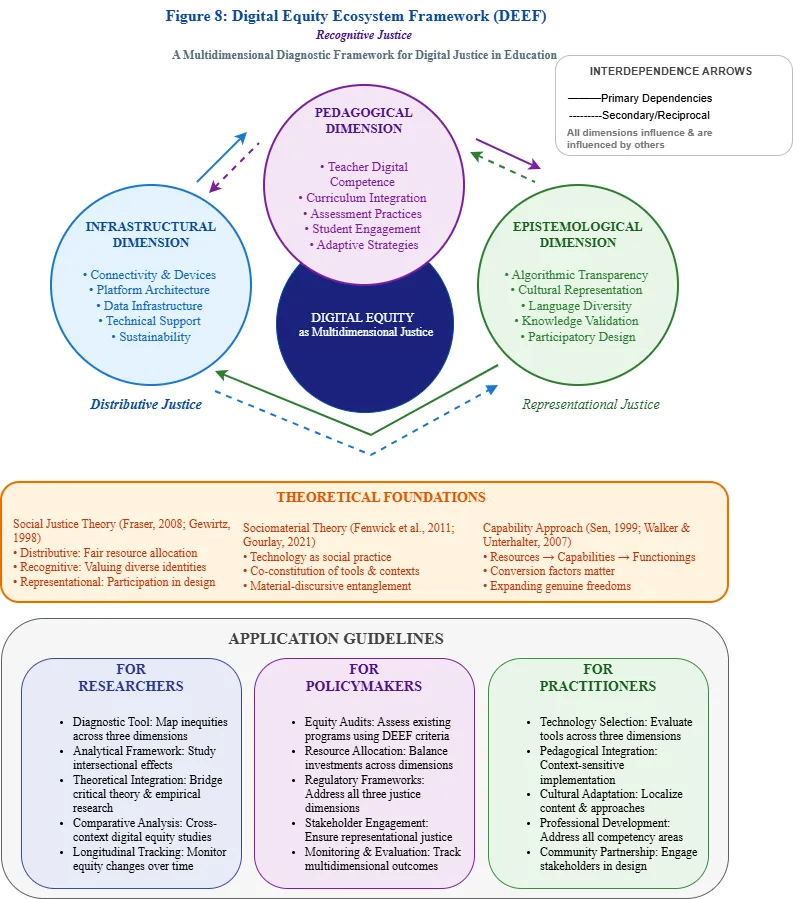 Figure 8: Digital Equity Ecosystem Framework (DEEF)
Recognitive Justice
A Multidimensional Diagnostic Framework for Digital Justice in Education
INTERDEPENDENCE ARROWS
———Primary Dependencies
---------Secondary/Reciprocal
All dimensions influence & are
influenced by others
PEDAGOGICAL
DIMENSION
• Teacher Digital
Competence
• Curriculum Integration
• Assessment Practices
• Student Engagement
• Adaptive Strategies
INFRASTRUCTURAL
DIMENSION
• Connectivity & Devices
• Platform Architecture
• Data Infrastructure
• Technical Support
• Sustainability
EPISTEMOLOGICAL
DIMENSION
• Algorithmic Transparency
• Cultural Representation
• Language Diversity
• Knowledge Validation
• Participatory Design
DIGITAL EQUITY
as Multidimensional Justice
Distributive Justice
Representational Justice
THEORETICAL FOUNDATIONS
Social Justice Theory (Fraser, 2008; Gewirtz,
1998)
• Distributive: Fair resource allocation
• Recognitive: Valuing diverse identities
• Representational: Participation in design
Sociomaterial Theory (Fenwick et al., 2011;
Gourlay, 2021)
• Technology as social practice
• Co-constitution of tools & contexts
• Material-discursive entanglement
Capability Approach (Sen, 1999; Walker &
Unterhalter, 2007)
• Resources → Capabilities → Functionings
• Conversion factors matter
• Expanding genuine freedoms
APPLICATION GUIDELINES
FOR
RESEARCHERS
• Diagnostic Tool: Map inequities
across three dimensions
• Analytical Framework: Study
intersectional effects
• Theoretical Integration: Bridge
critical theory & empirical
research
• Comparative Analysis: Cross-
context digital equity studies
• Longitudinal Tracking: Monitor
equity changes over time
FOR
POLICYMAKERS
• Equity Audits: Assess existing
programs using DEEF criteria
• Resource Allocation: Balance
investments across dimensions
• Regulatory Frameworks:
Address all three justice
dimensions
• Stakeholder Engagement:
Ensure representational justice
• Monitoring & Evaluation: Track
multidimensional outcomes
FOR
PRACTITIONERS
• Technology Selection: Evaluate
tools across three dimensions
• Pedagogical Integration:
Context-sensitive
implementation
• Cultural Adaptation: Localize
content & approaches
• Professional Development:
Address all competency areas
• Community Partnership: Engage
stakeholders in design